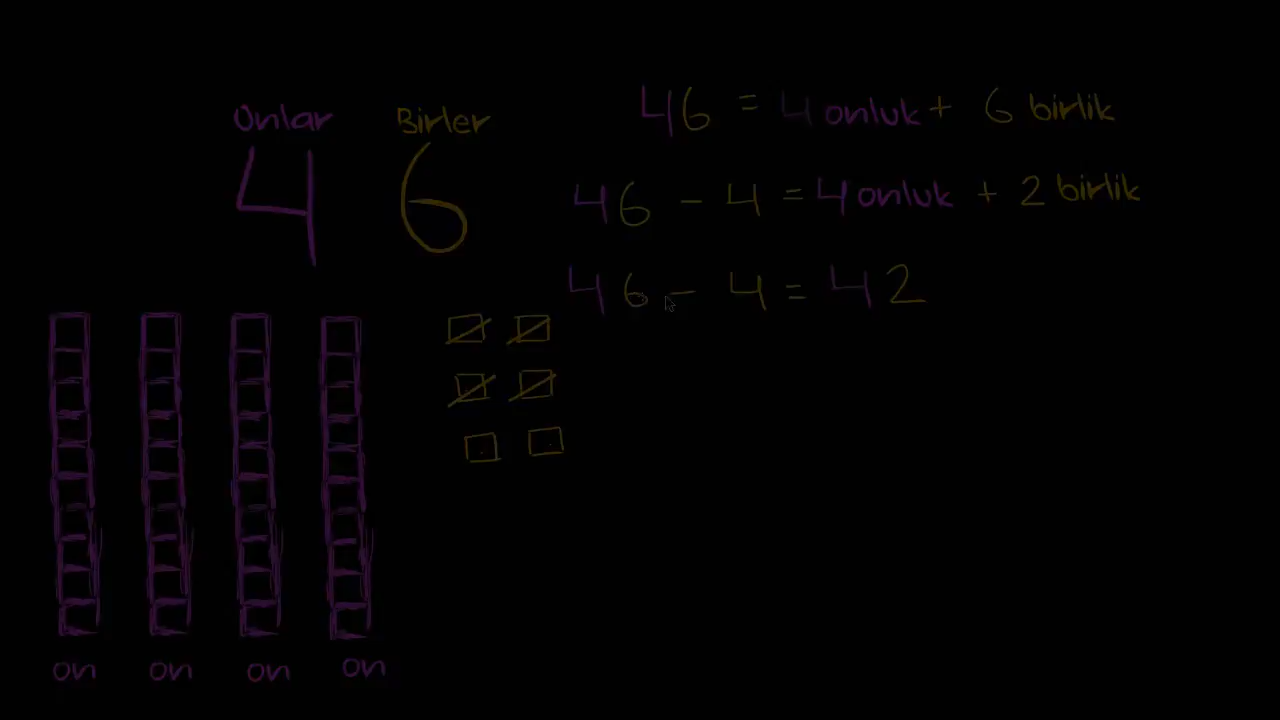 Onlar Birler
4 6
46 = 4 onluk + 6 birlik
46 - 4 = 4 onluk + 2 birlik
46 - 4 = 42
on on on on